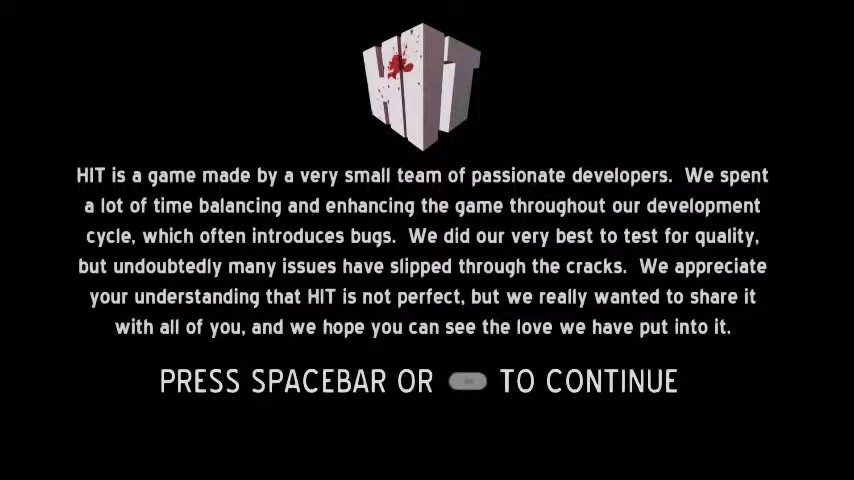 HIT
HIT is a game made by a very small team of passionate developers.  We spent
a lot of time balancing and enhancing the game throughout our development
cycle, which often introduces bugs.  We did our very best to test for quality,
but undoubtedly many issues have slipped through the cracks.  We appreciate
your understanding that HIT is not perfect, but we really wanted to share it
with all of you, and we hope you can see the love we have put into it.
PRESS SPACEBAR OR TO CONTINUE